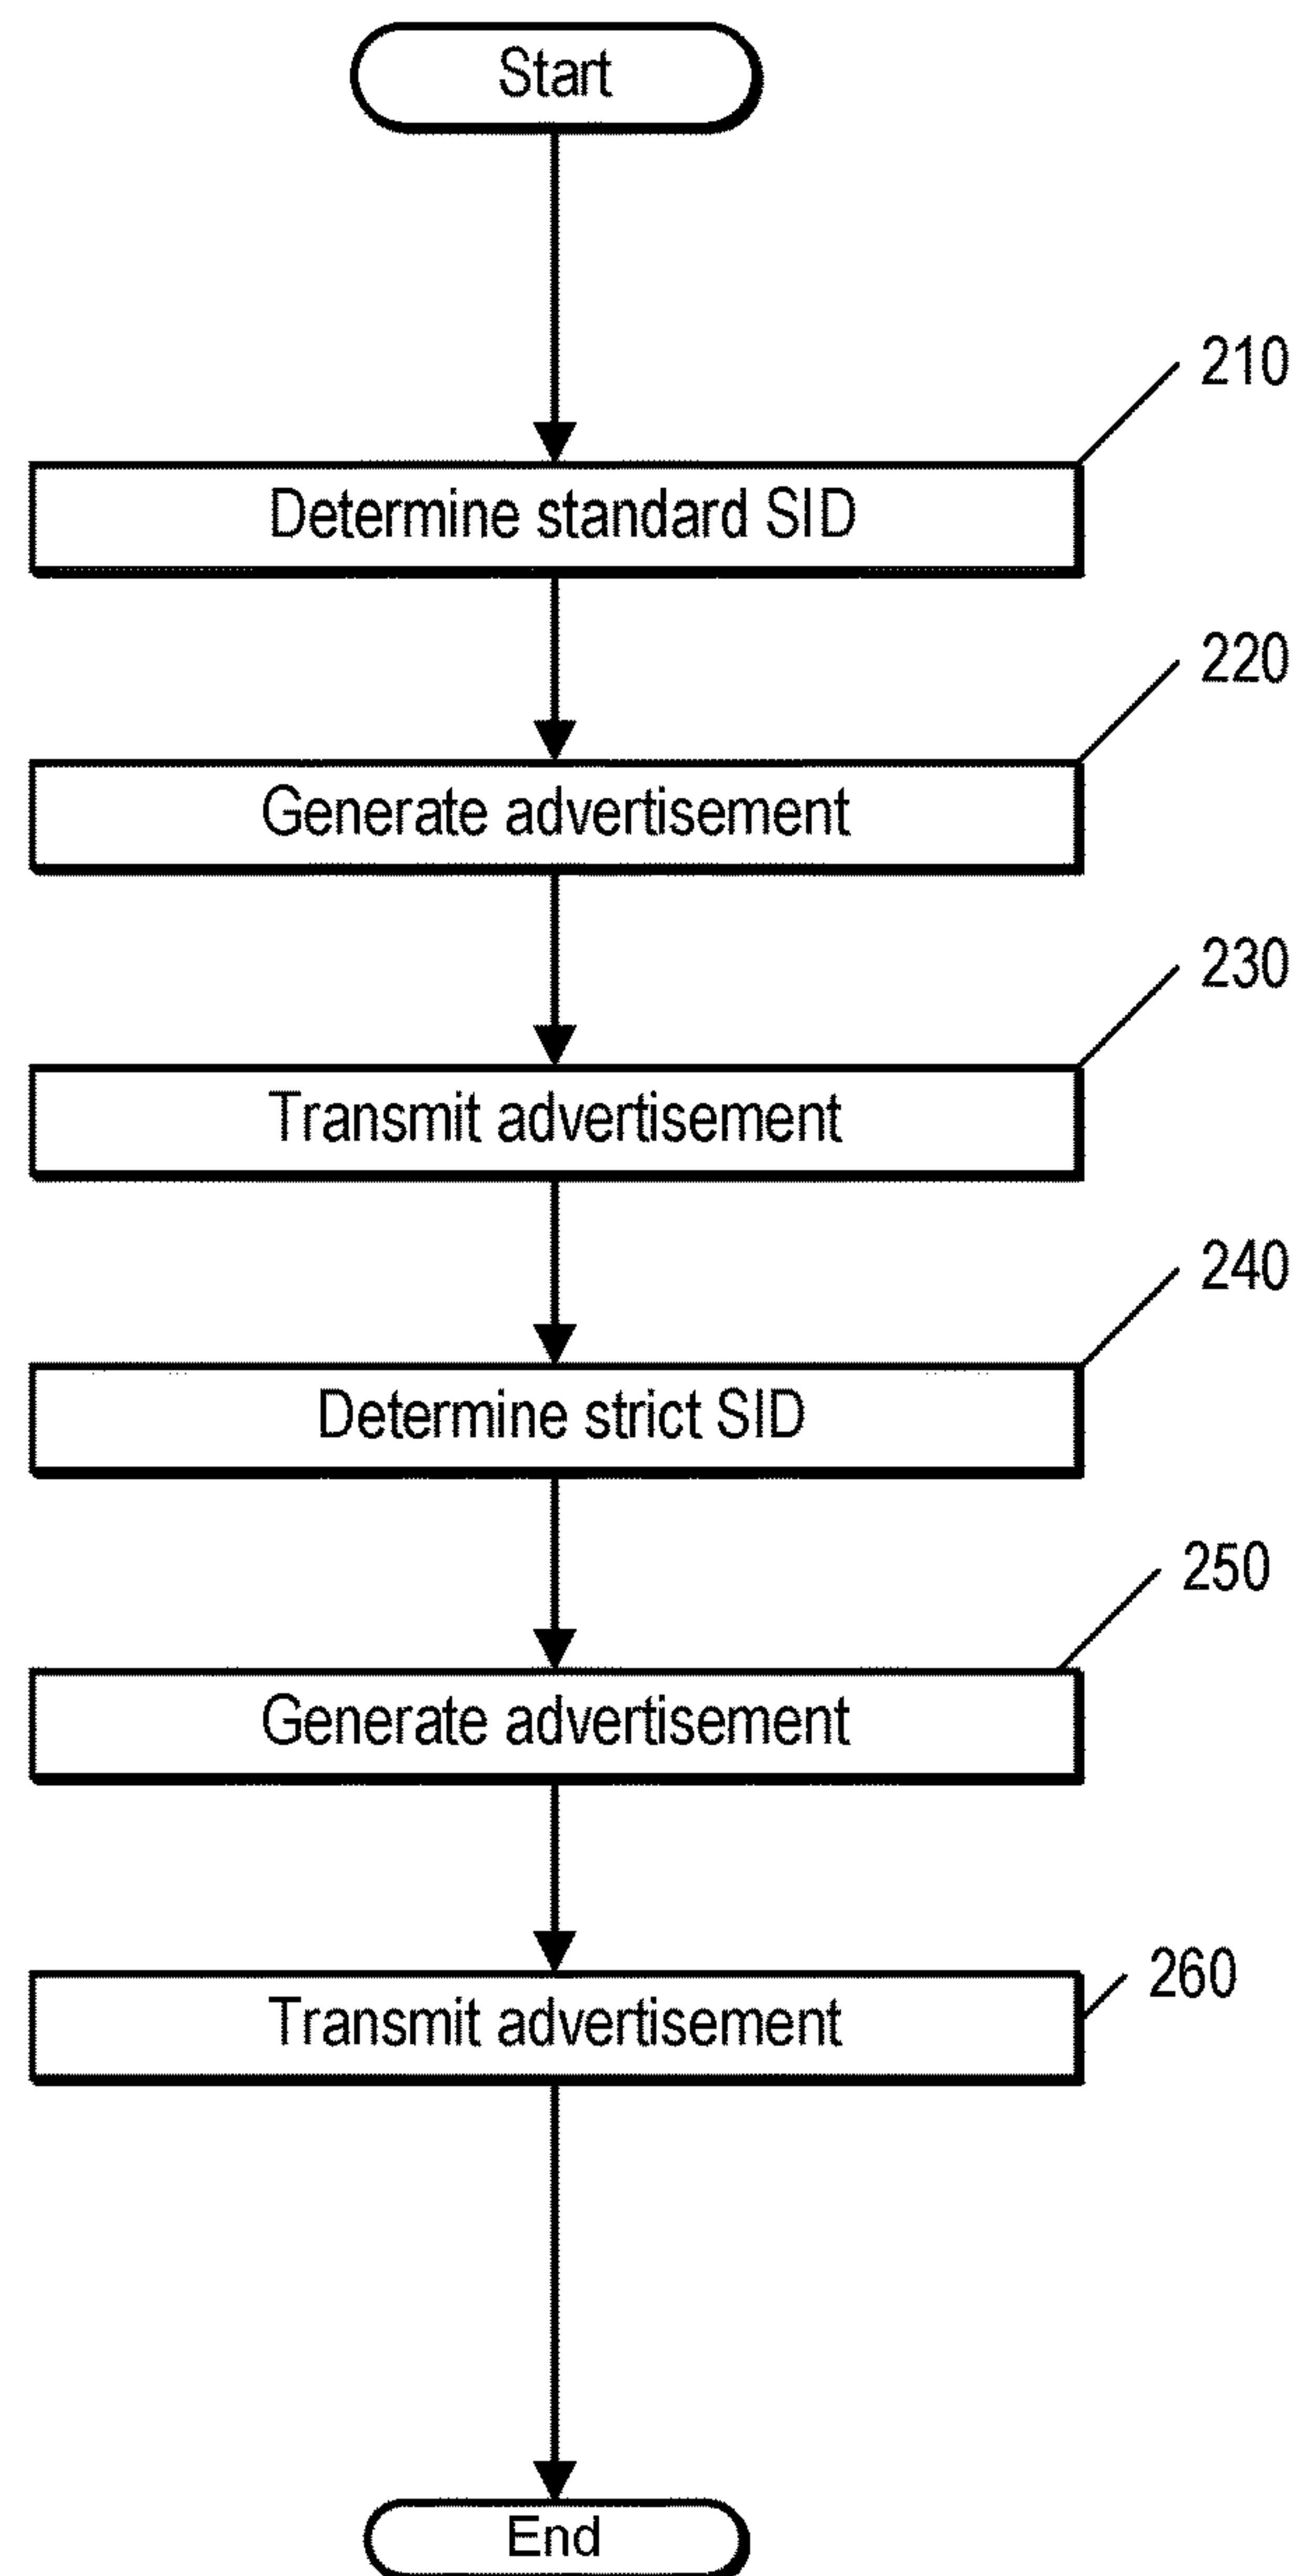 Start
210
Determine standard SID
220
Generate advertisement
230
Transmit advertisement
240
Determine strict SID
250
Generate advertisement
260
Transmit advertisement
End